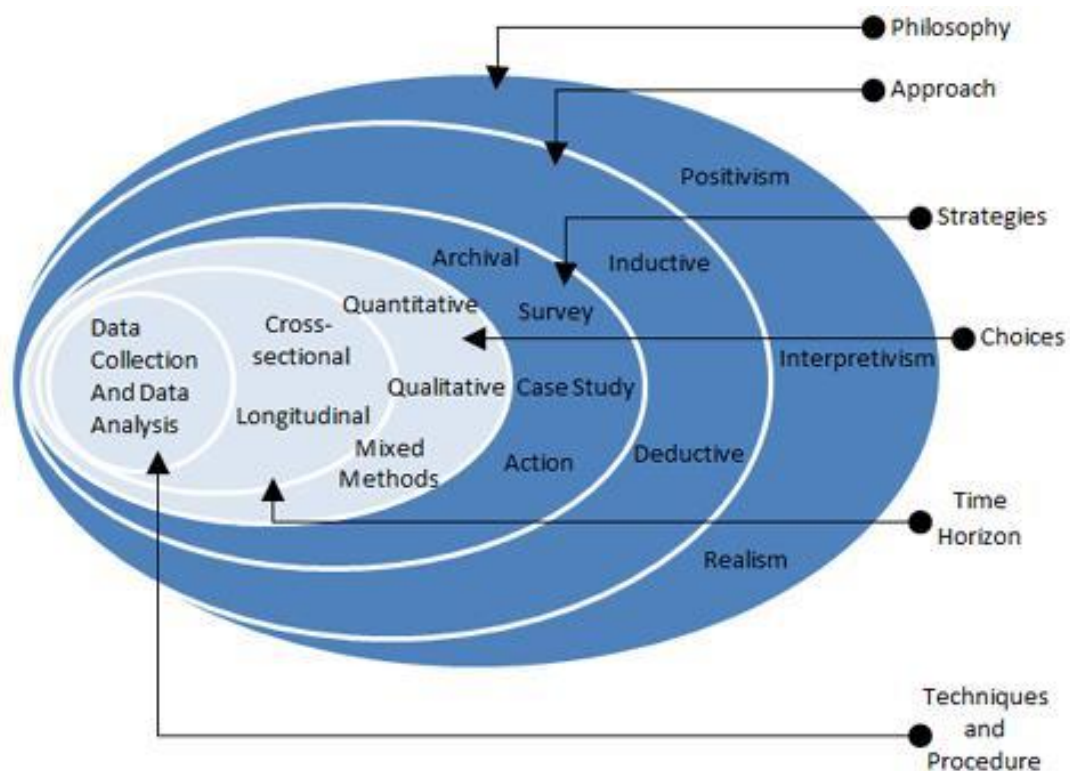 Philosophy
Approach
Positivism
Strategies
Archival
Inductive
Quantitative
Survey
Data
Collection
And Data
Analysis
Cross-
sectional
Choices
Interpretivism
Qualitative
Case Study
Longitudinal
Mixed
Methods
Action
Deductive
Time
Horizon
Realism
Techniques
and
Procedure